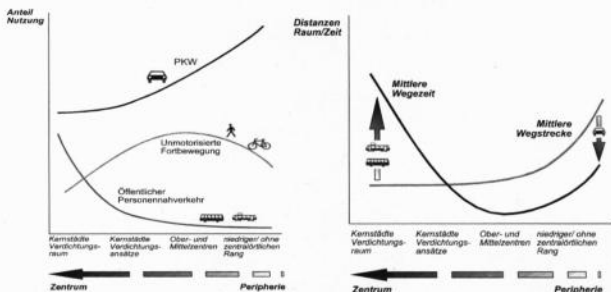 Anteil
Nutzung
PKW
Unmotorisierte
Fortbewegung
Öffentlicher
Personennahverkehr
Kernstädte
Verdichtungs-
raum
Kernstädte
Verdichtungs-
ansätze
Ober- und
Mittelzentren
niedriger/ ohne
zentralörtlichen
Rang
Zentrum
Peripherie
Distanzen
Raum/Zeit
Mittlere
Wegezeit
Mittlere
Wegstrecke
Kernstädte
Verdichtungs-
raum
Kernstädte
Verdichtungs-
ansätze
Ober- und
Mittelzentren
niedriger/ ohne
zentralörtlichen
Rang
Zentrum
Peripherie